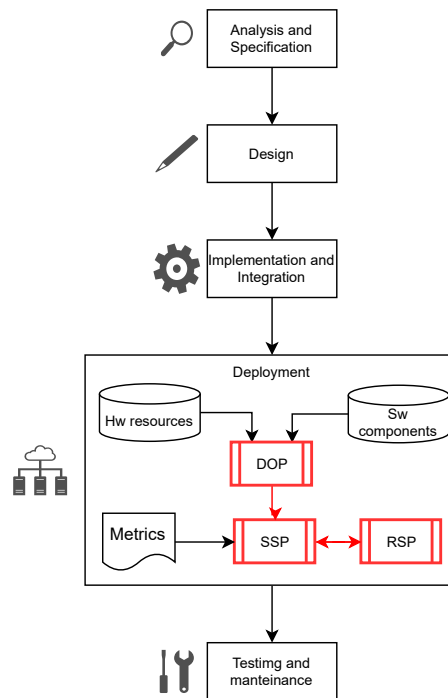 Analysis and
Specification
Design
Implementation and
Integration
Deployment
Hw resources
Sw
components
DOP
Metrics
SSP
RSP
Testimg and
manteinance